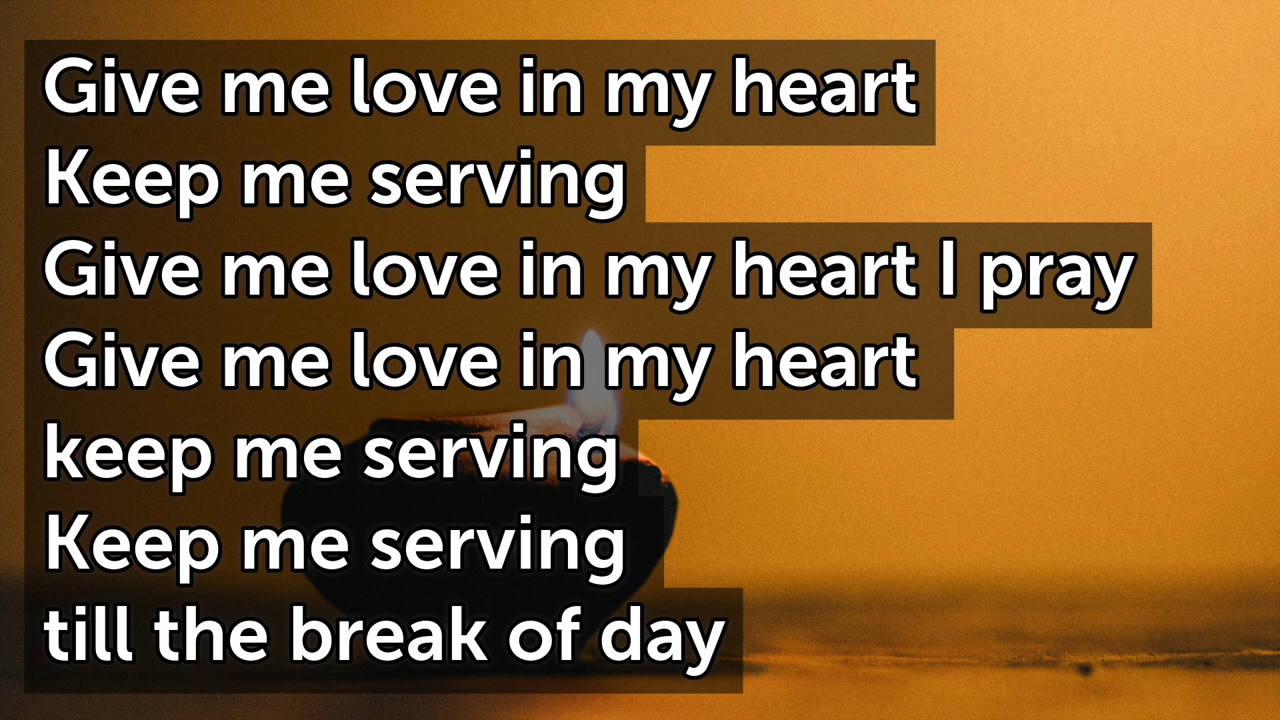 Give me love in my heart
Keep me serving
Give me love in my heart I pray
Give me love in my heart
keep me serving
Keep me serving
till the break of day